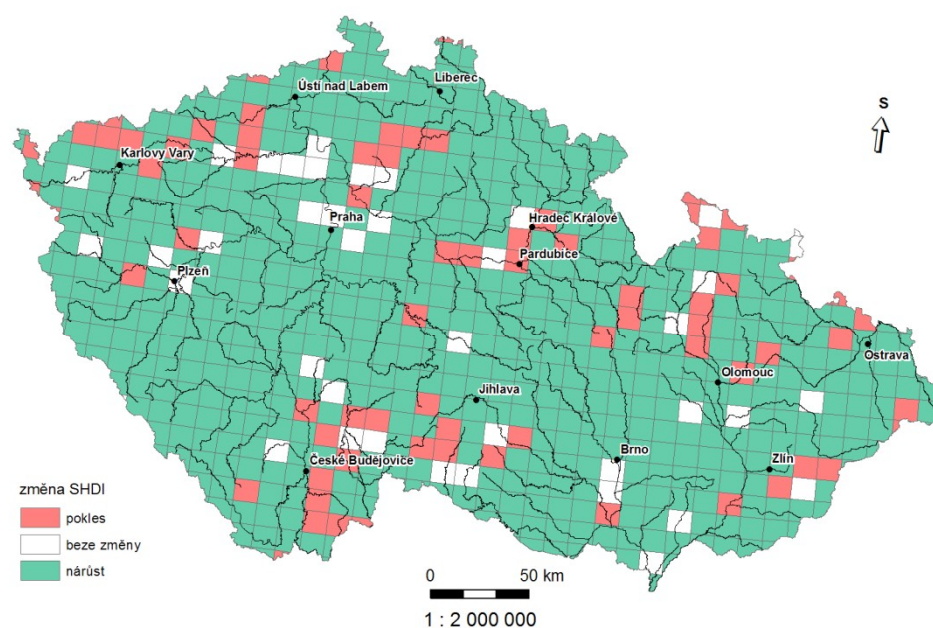 Liberec
Ústí nad Labem
S
Karlovy Vary
Hradec Králové
Praha
Pardubice
Plzeň
Ostrava
Olomouc
Jihlava
Brno
Zlín
České Budějovice
změna SHDI
pokles
beze změny
nárůst
0 50 km
1 : 2 000 000